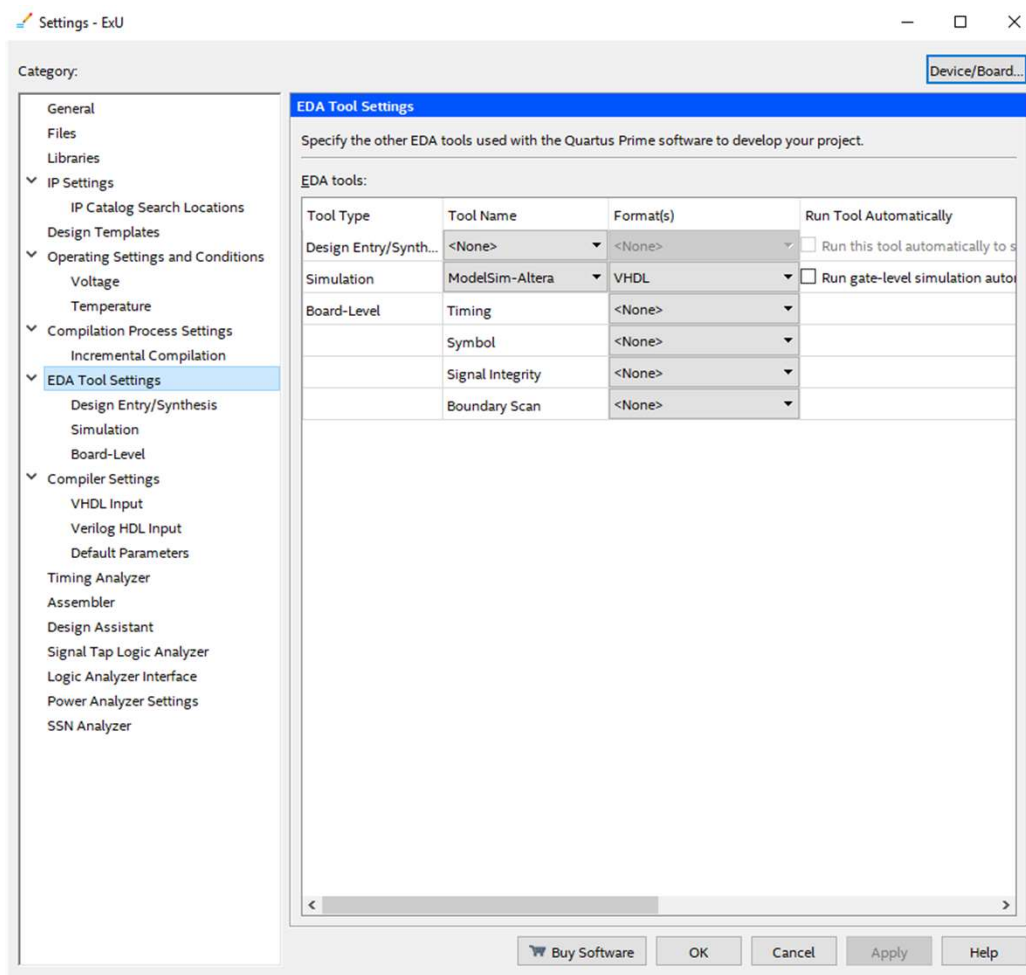 Settings - ExU
Category:
Device/Board...
General
Files
Libraries
IP Settings
IP Catalog Search Locations
Design Templates
Operating Settings and Conditions
Voltage
Temperature
Compilation Process Settings
Incremental Compilation
EDA Tool Settings
Design Entry/Synthesis
Simulation
Board-Level
Compiler Settings
VHDL Input
Verilog HDL Input
Default Parameters
Timing Analyzer
Assembler
Design Assistant
Signal Tap Logic Analyzer
Logic Analyzer Interface
Power Analyzer Settings
SSN Analyzer
EDA Tool Settings
Specify the other EDA tools used with the Quartus Prime software to develop your project.
EDA tools:
Tool Type Tool Name Format(s) Run Tool Automatically
Design Entry/Synth... <None> <None> Run this tool automatically to s
Simulation ModelSim-Altera VHDL Run gate-level simulation autor
Board-Level Timing <None>
Symbol <None>
Signal Integrity <None>
Boundary Scan <None>
Buy Software OK Cancel Apply Help